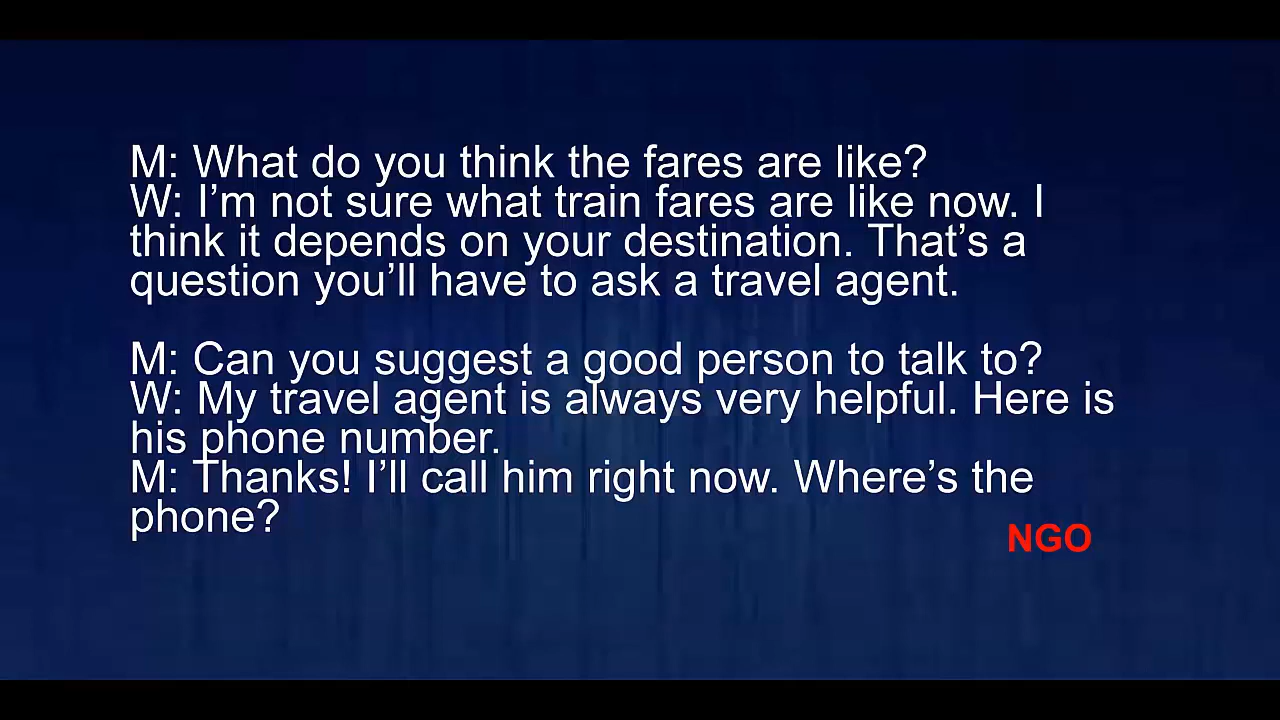 M: What do you think the fares are like?
W: I’m not sure what train fares are like now. I
think it depends on your destination. That’s a
question you’ll have to ask a travel agent.
M: Can you suggest a good person to talk to?
W: My travel agent is always very helpful. Here is
his phone number.
M: Thanks! I’ll call him right now. Where’s the
phone?
NGO